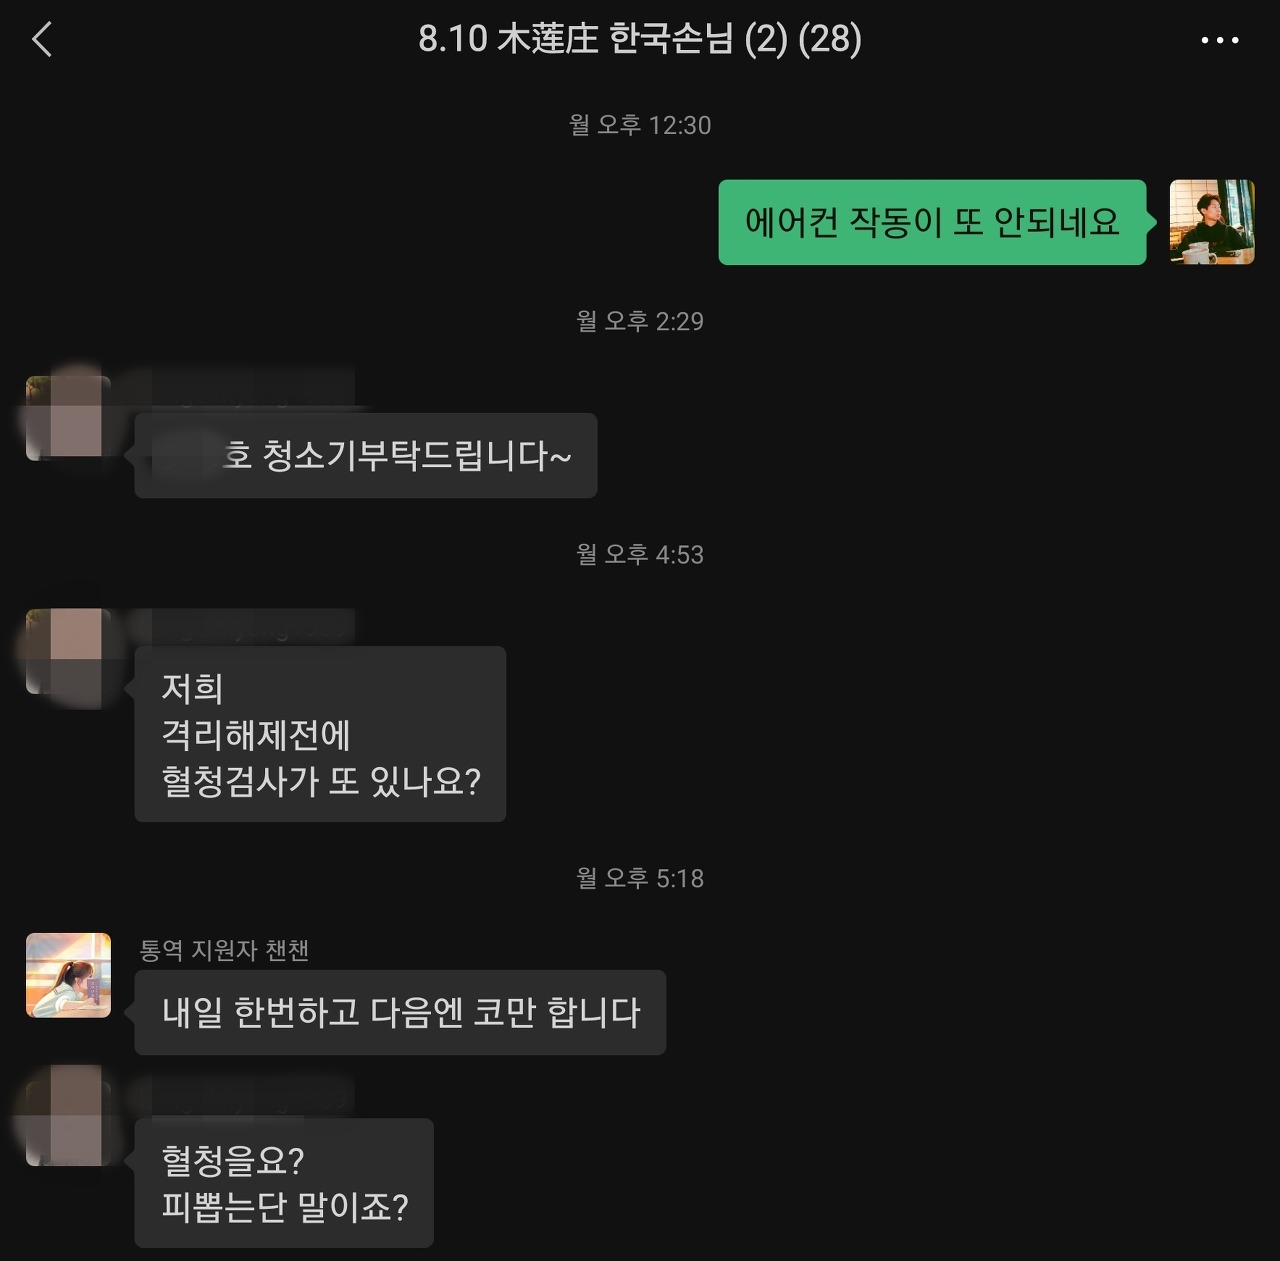 8.10 木莲庄 한국손님 (2) (28)
월 오후 12:30
에어컨 작동이 또 안되네요
월 오후 2:29
호 청소기부탁드립니다~
월 오후 4:53
저희
격리해제전에
혈청검사가 또 있나요?
월 오후 5:18
통역 지원자 챈챈
내일 한번하고 다음엔 코만 합니다
혈청을요?
피뽑는단 말이죠?